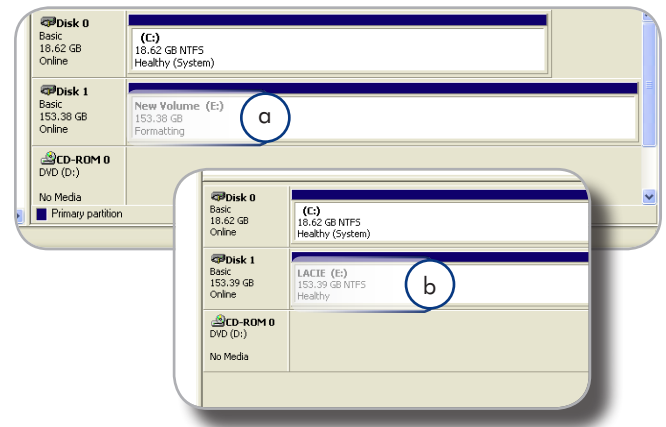 Disk 0
Basic
18.62 GB
Online
(C:)
18.62 GB NTFS
Healthy (System)
Disk 1
Basic
153.38 GB
Online
New Volume (E:)
153.38 GB
Formatting
a
CD-ROM 0
DVD (D:)
No Media
Primary partition
Disk 0
Basic
18.62 GB
Online
(C:)
18.62 GB NTFS
Healthy (System)
Disk 1
Basic
153.39 GB
Online
LACIE (E:)
153.39 GB NTFS
Healthy
b
CD-ROM 0
DVD (D:)
No Media